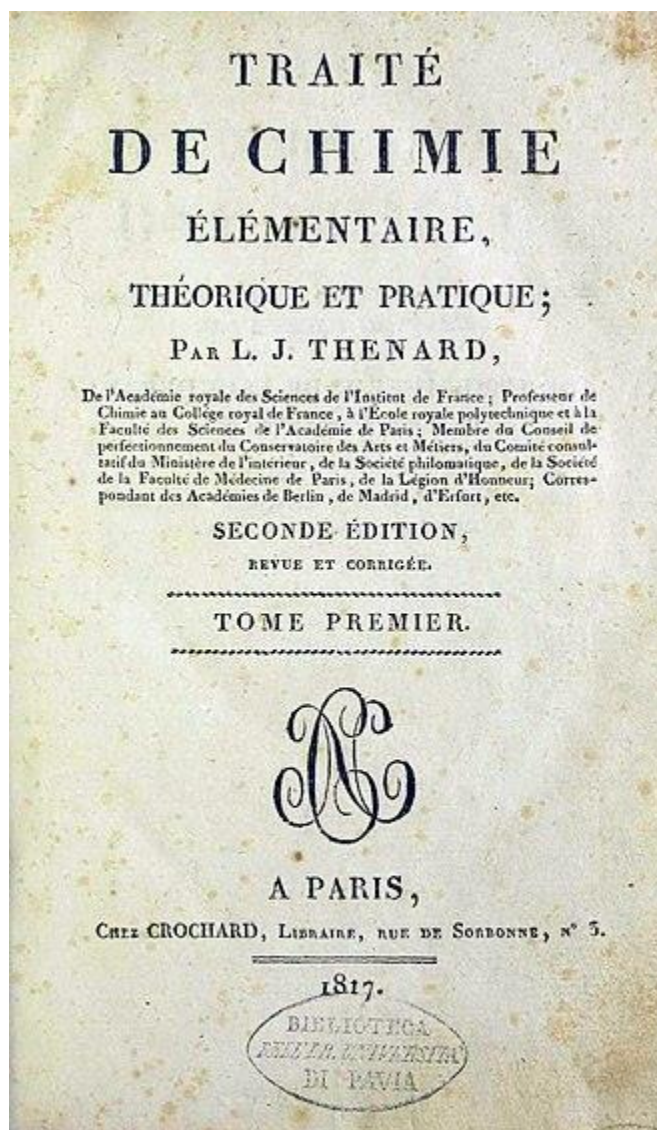 TRAITÉ
DE CHIMIE
ÉLÉMENTAIRE,
THÉORIQUE ET PRATIQUE;
PAR L. J. THENARD,
De l'Académie royale des Sciences de l'Institut de France; Professeur de
Chimie au Collége royal de France, à l'École royale polytechnique et à la
Faculté des Sciences de l'Académie de Paris; Membre du Conseil de
perfectionnement du Conservatoire des Arts et Métiers, du Comité consul-
tatif du Ministère de l'intérieur, de la Société philomatique, de la Société
de la Faculté de Médecine de Paris, de la Légion d'Honneur; Corres-
pondant des Académies de Berlin, de Madrid, d'Erfort, etc.
SECONDE ÉDITION,
REVUE ET CORRIGÉE.
TOME PREMIER.
A PARIS,
CHEZ CROCHARD, LIBRAIRE, RUE DE SORBONNE, N° 3.
1817.
BIBLIOTECA
UNIVERSITÀ
DI PAVIA